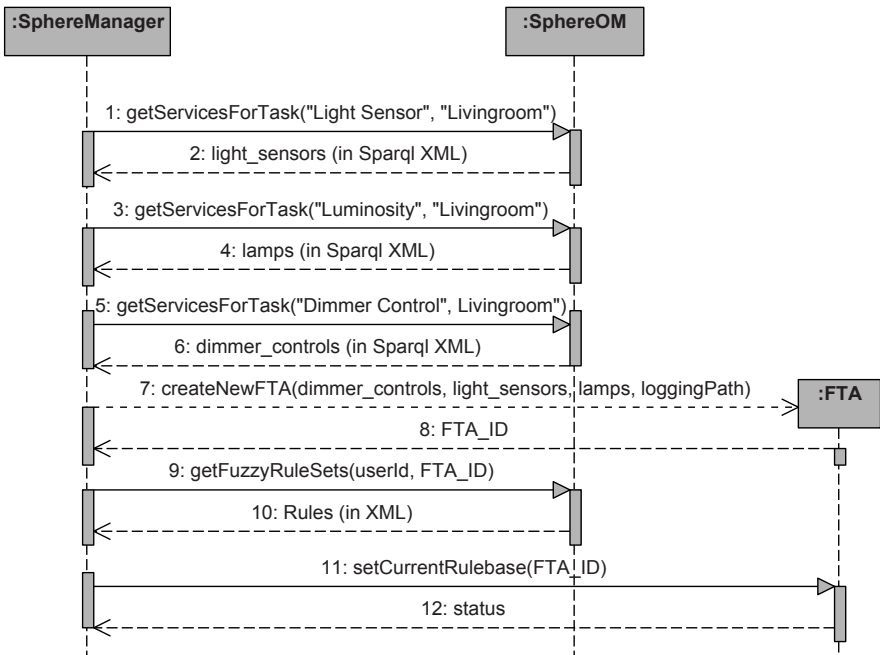 :SphereManager
:SphereOM
1: getServicesForTask("Light Sensor", "Livingroom")
2: light_sensors (in Sparql XML)
3: getServicesForTask("Luminosity", "Livingroom")
4: lamps (in Sparql XML)
5: getServicesForTask("Dimmer Control", Livingroom")
6: dimmer_controls (in Sparql XML)
7: createNewFTA(dimmer_controls, light_sensors, lamps, loggingPath)
:FTA
8: FTA_ID
9: getFuzzyRuleSets(userId, FTA_ID)
10: Rules (in XML)
11: setCurrentRulebase(FTA_ID)
12: status